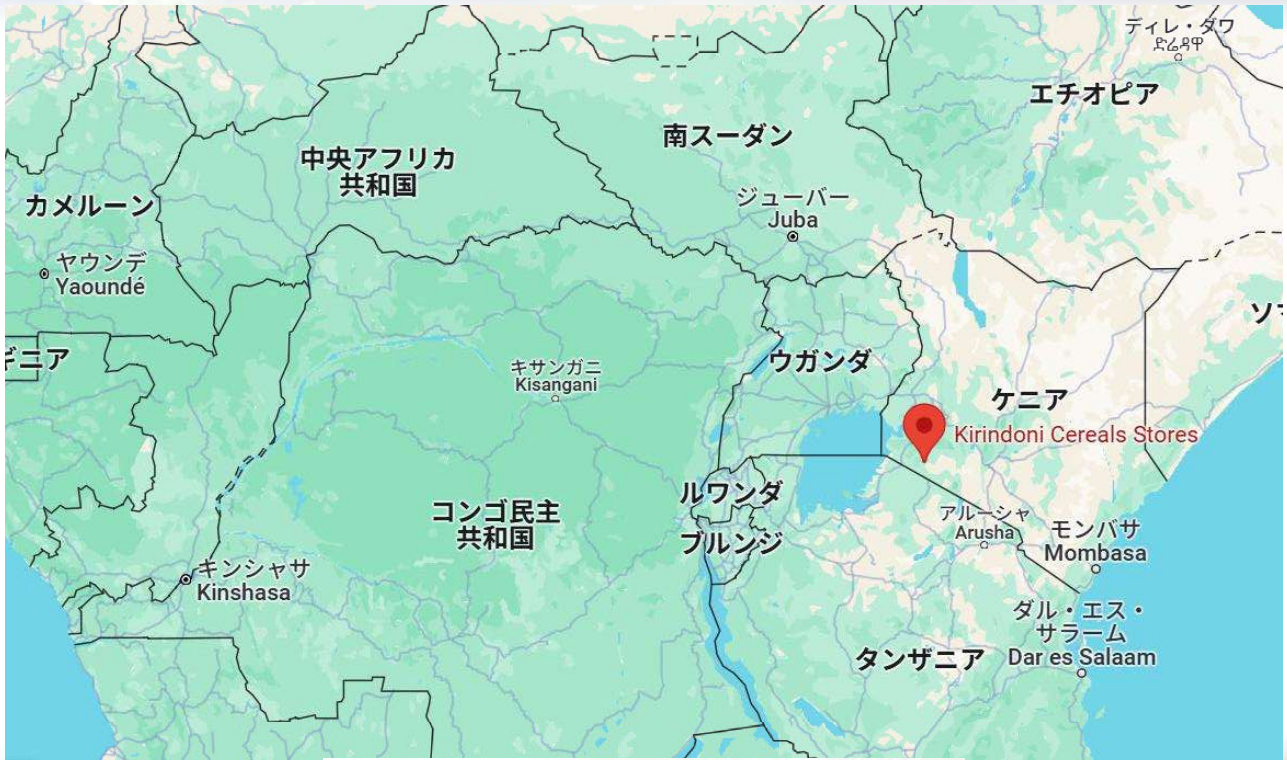 ディレ・ダワ
ድሬዳዋ
エチオピア
南スーダン
中央アフリカ
共和国
カメルーン
ジューバー
Juba
ヤウンデ
Yaoundé
ソマ
ギニア
キサンガニ
Kisangani
ウガンダ
ケニア
Kirindoni Cereals Stores
ルワンダ
コンゴ民主
共和国
ブルンジ
アルーシャ
Arusha
モンバサ
Mombasa
キンシャサ
Kinshasa
ダル・エス・
サラーム
Dar es Salaam
タンザニア